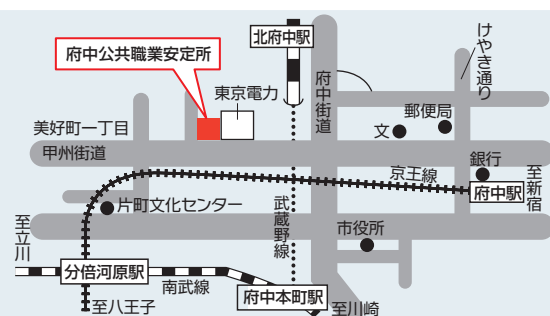 北府中駅
府中公共職業安定所
けやき通り
府中街道
東京電力
郵便局
文
美好町一丁目
甲州街道
銀行
京王線
府中駅
至新宿
片町文化センター
武蔵野線
市役所
至立川
分倍河原駅
南武線
府中本町駅
至八王子
至川崎